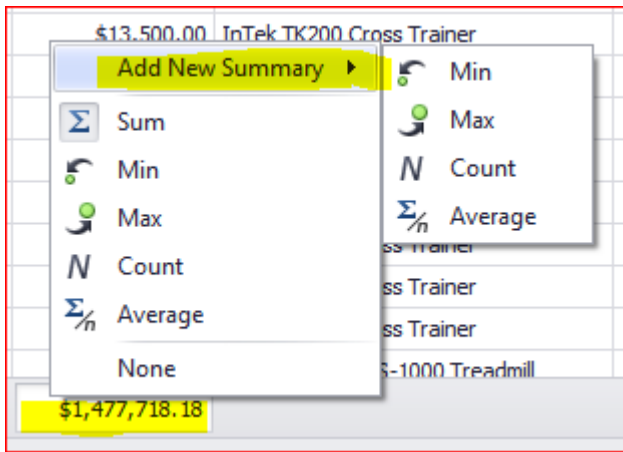 $13,500.00 InTek TK200 Cross Trainer
Add New Summary
Min
Sum
Max
Min
Count
Max
Average
Count
ss Trainer
Average
ss Trainer
ss Trainer
None
S-1000 Treadmill
$1,477,718.18